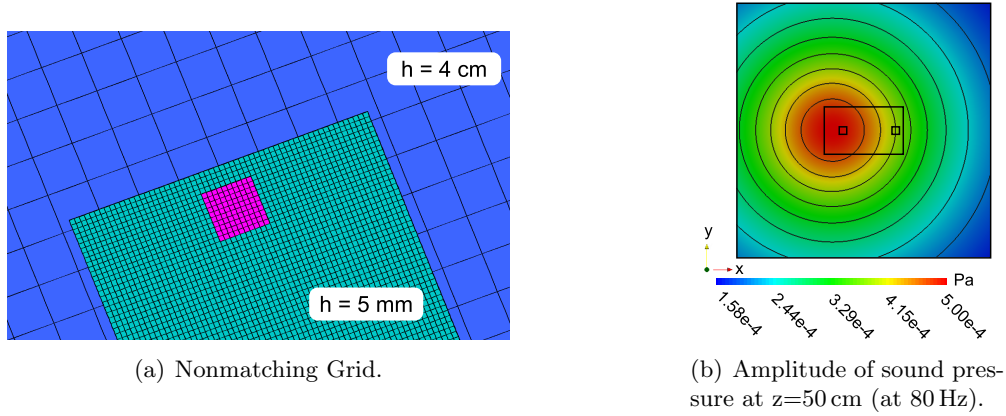 h = 4 cm
h = 5 mm
(a) Nonmatching Grid.
y
x
Pa
1.58e-4
2.44e-4
3.29e-4
4.15e-4
5.00e-4
(b) Amplitude of sound pres-
sure at z=50 cm (at 80 Hz).